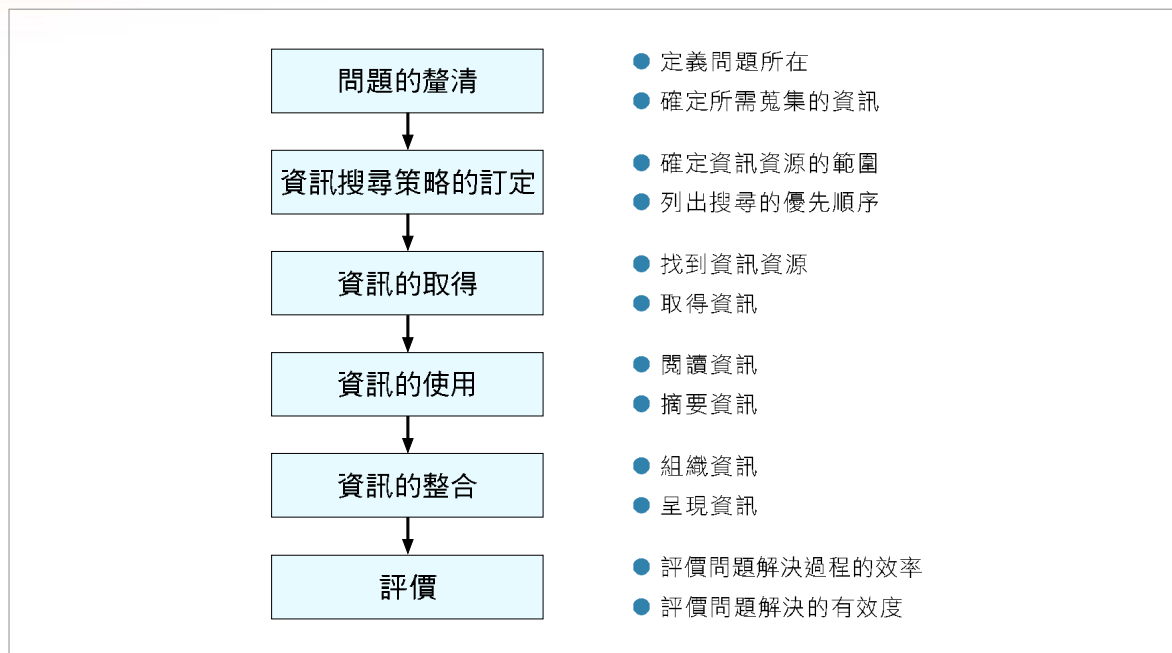 問題的釐清
● 定義問題所在
● 確定所需蒐集的資訊
資訊搜尋策略的訂定
● 確定資訊資源的範圍
● 列出搜尋的優先順序
資訊的取得
● 找到資訊資源
● 取得資訊
資訊的使用
● 閱讀資訊
● 摘要資訊
資訊的整合
● 組織資訊
● 呈現資訊
評價
● 評價問題解決過程的效率
● 評價問題解決的有效度